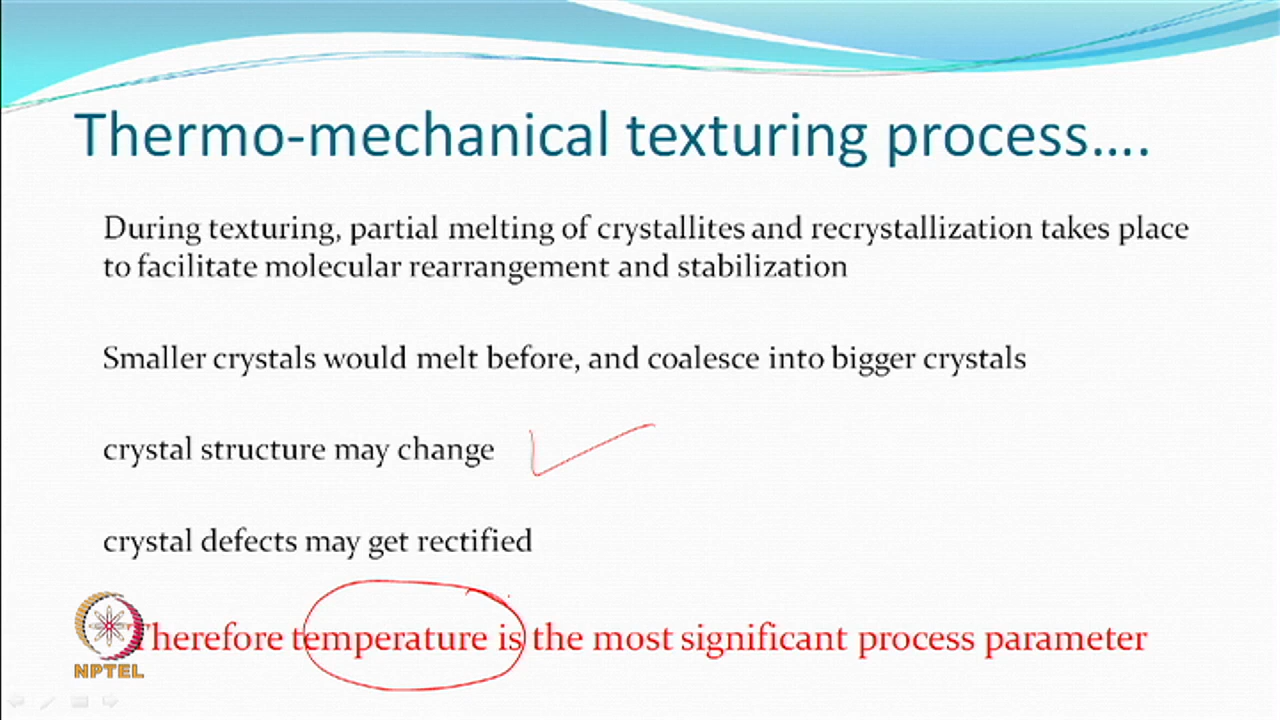 Thermo-mechanical texturing process....
During texturing, partial melting of crystallites and recrystallization takes place
to facilitate molecular rearrangement and stabilization
Smaller crystals would melt before, and coalesce into bigger crystals
crystal structure may change
crystal defects may get rectified
Therefore temperature is the most significant process parameter
NPTEL